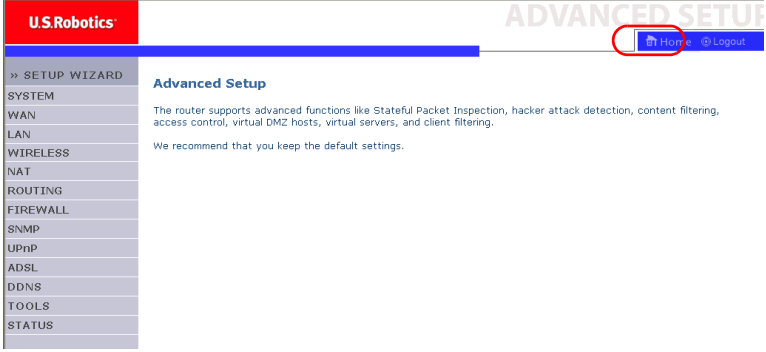 U.S.Robotics
ADVANCED SETUP
Home Logout
» SETUP WIZARD
SYSTEM
WAN
LAN
WIRELESS
NAT
ROUTING
FIREWALL
SNMP
UPnP
ADSL
DDNS
TOOLS
STATUS
Advanced Setup
The router supports advanced functions like Stateful Packet Inspection, hacker attack detection, content filtering,
access control, virtual DMZ hosts, virtual servers, and client filtering.
We recommend that you keep the default settings.